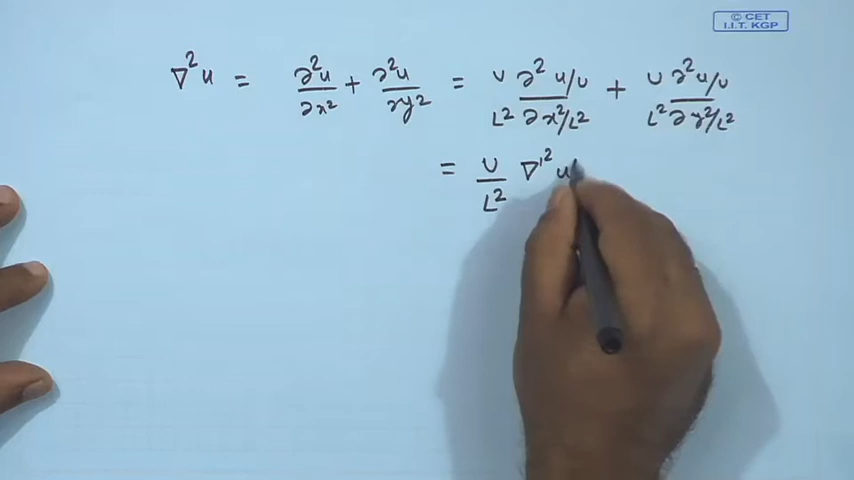 © CET
I.I.T. KGP
∇²u = ∂²u/∂x² + ∂²u/∂y² = U ∂²u/U / L² ∂x²/L² + U ∂²u/U / L² ∂y²/L²
= U/L² ∇'² u'